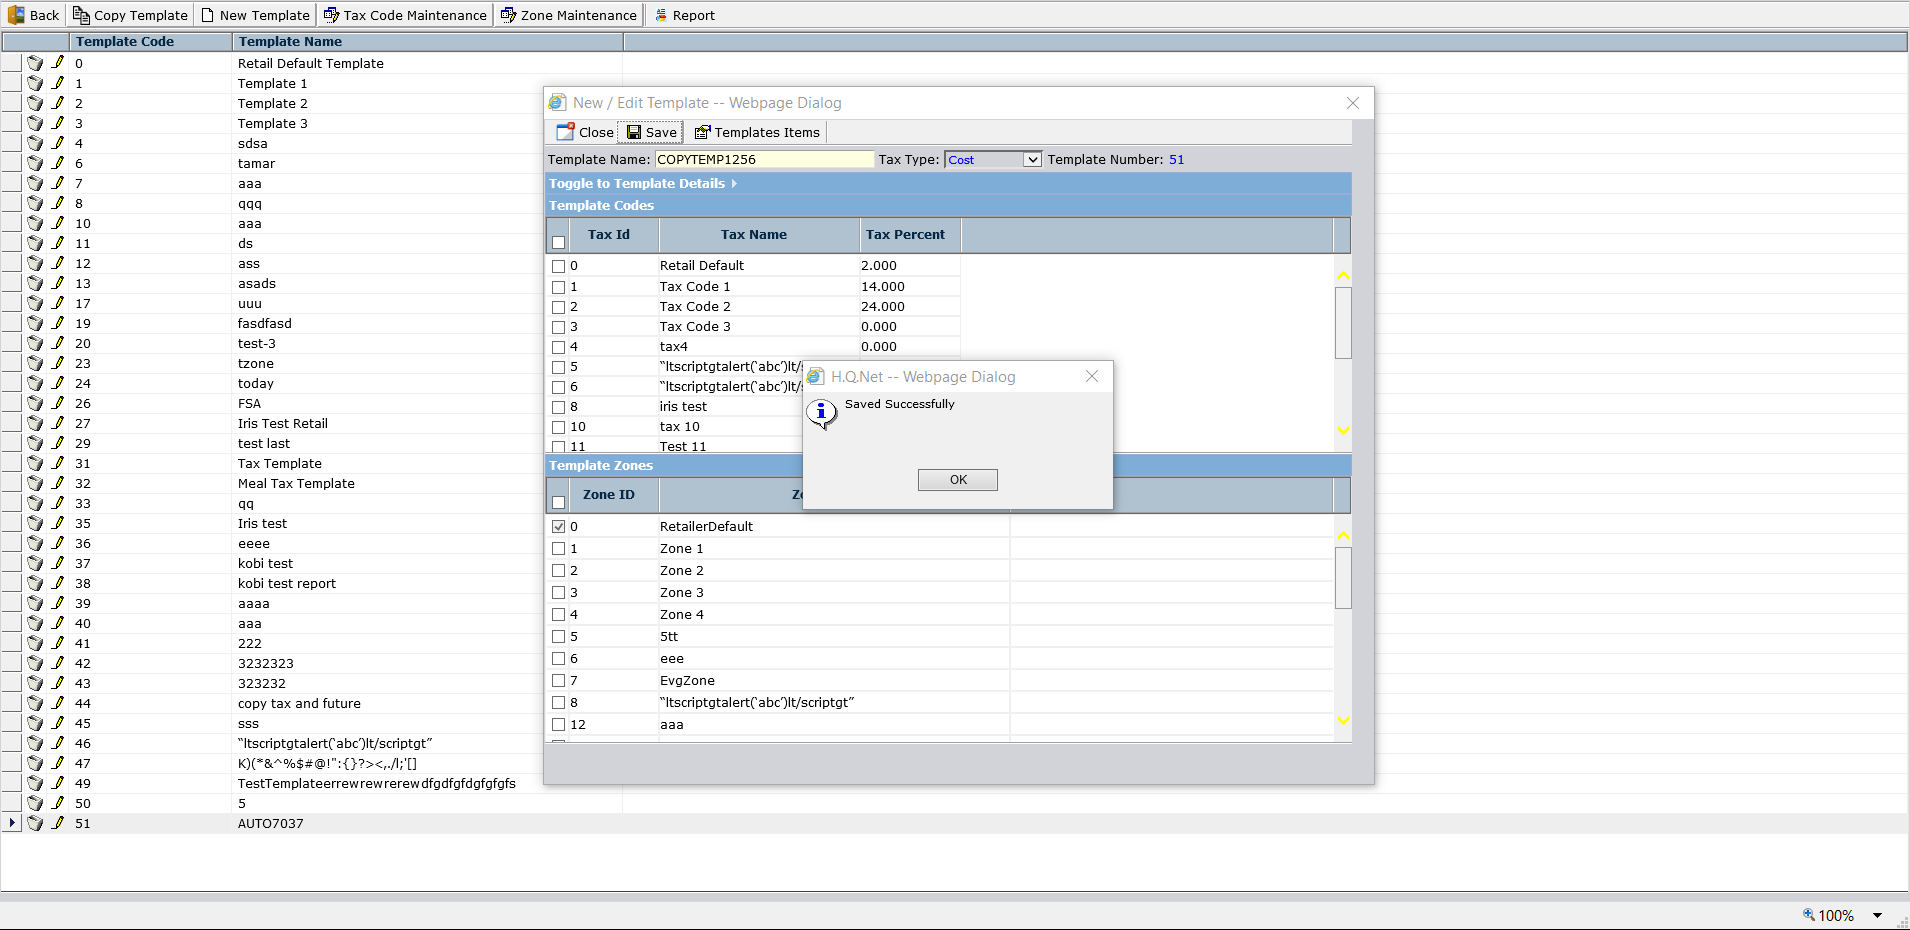 Back Copy Template New Template Tax Code Maintenance Zone Maintenance Report
Template Code Template Name
0 Retail Default Template
1 Template 1
2 Template 2
3 Template 3
4 sdsa
6 tamar
7 aaa
8 qqq
10 aaa
11 ds
12 ass
13 asads
17 uuu
19 fasdfasd
20 test-3
23 tzone
24 today
26 FSA
27 Iris Test Retail
29 test last
31 Tax Template
32 Meal Tax Template
33 qq
35 Iris test
36 eeee
37 kobi test
38 kobi test report
39 aaaa
40 aaa
41 222
42 3232323
43 323232
44 copy tax and future
45 sss
46 “ltscriptgtalert(‘abc’)lt/scriptgt”
47 K)(*&^%$#@!":{}?><,./l;'[]
49 TestTemplateerrewrewrerewdfgdfgfdgfgfgfs
50 5
51 AUTO7037
New / Edit Template -- Webpage Dialog
Close Save Templates Items
Template Name: COPYTEMP1256 Tax Type: Cost Template Number: 51
Toggle to Template Details
Template Codes
Tax Id Tax Name Tax Percent
0 Retail Default 2.000
1 Tax Code 1 14.000
2 Tax Code 2 24.000
3 Tax Code 3 0.000
4 tax4 0.000
5 “ltscriptgtalert(‘abc’)lt/
6 “ltscriptgtalert(‘abc’)lt/
8 iris test
10 tax 10
11 Test 11
Template Zones
Zone ID
0 RetailerDefault
1 Zone 1
2 Zone 2
3 Zone 3
4 Zone 4
5 5tt
6 eee
7 EvgZone
8 “ltscriptgtalert(‘abc’)lt/scriptgt”
12 aaa
H.Q.Net -- Webpage Dialog
Saved Successfully
OK
100%